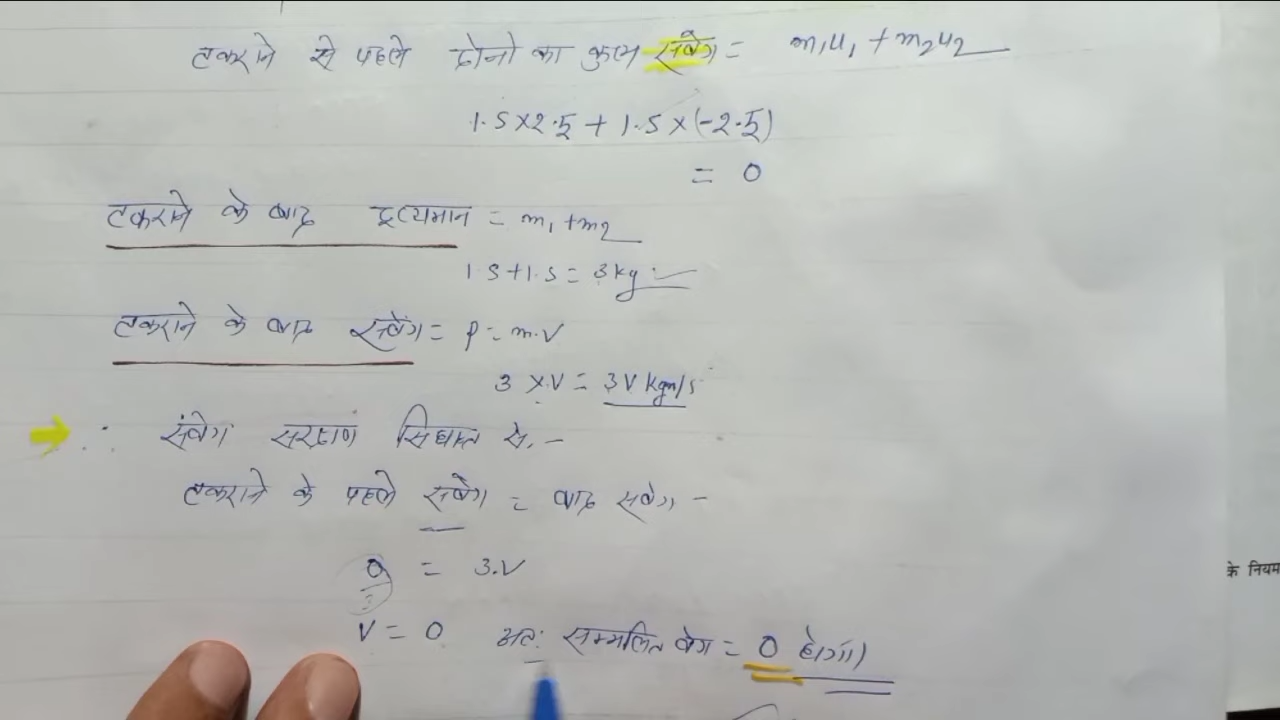 टकराने से पहले दोनो का कुल संवेग = m₁u₁ + m₂u₂
1.5×2.5 + 1.5×(-2.5)
= 0
टकराने के बाद द्रव्यमान = m₁+m₂
1.5+1.5 = 3kg
टकराने के बाद संवेग = p = m.v
3 × v = 3v kgm/s
∴ संवेग संरक्षण सिधान्त से. -
टकराने के पहले संवेग = बाद संवेग -
0 = 3.v
v = 0 अतः सम्मलित वेग = 0 होगा।
के नियम